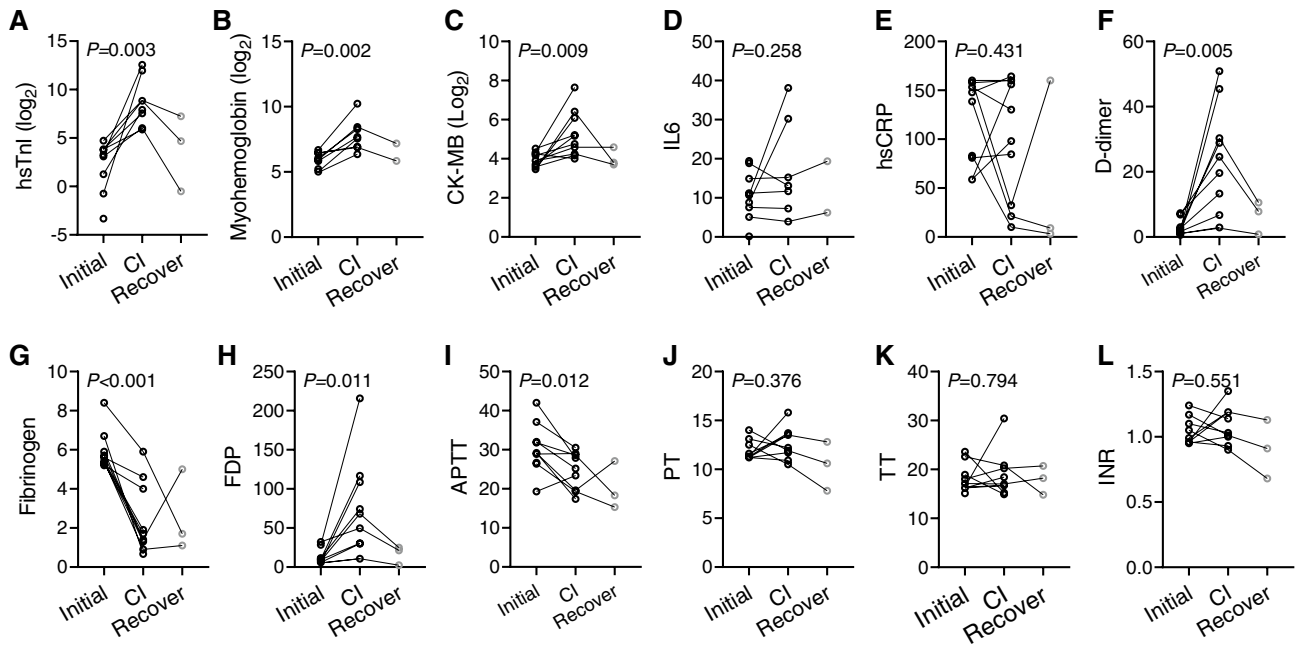 A
P=0.003
hsTnI (log2)
15
10
5
0
-5
Initial
CI
Recover
B
P=0.002
Myohemoglobin (log2)
15
10
5
0
Initial
CI
Recover
C
P=0.009
CK-MB (Log2)
10
8
6
4
2
0
Initial
CI
Recover
D
P=0.258
IL6
50
40
30
20
10
0
Initial
CI
Recover
E
P=0.431
hsCRP
200
150
100
50
0
Initial
CI
Recover
F
P=0.005
D-dimer
60
40
20
0
Initial
CI
Recover
G
P<0.001
Fibrinogen
10
8
6
4
2
0
Initial
CI
Recover
H
P=0.011
FDP
250
200
150
100
50
0
Initial
CI
Recover
I
P=0.012
APTT
50
40
30
20
10
0
Initial
CI
Recover
J
P=0.376
PT
20
15
10
5
0
Initial
CI
Recover
K
P=0.794
TT
40
30
20
10
0
Initial
CI
Recover
L
P=0.551
INR
1.5
1.0
0.5
0.0
Initial
CI
Recover